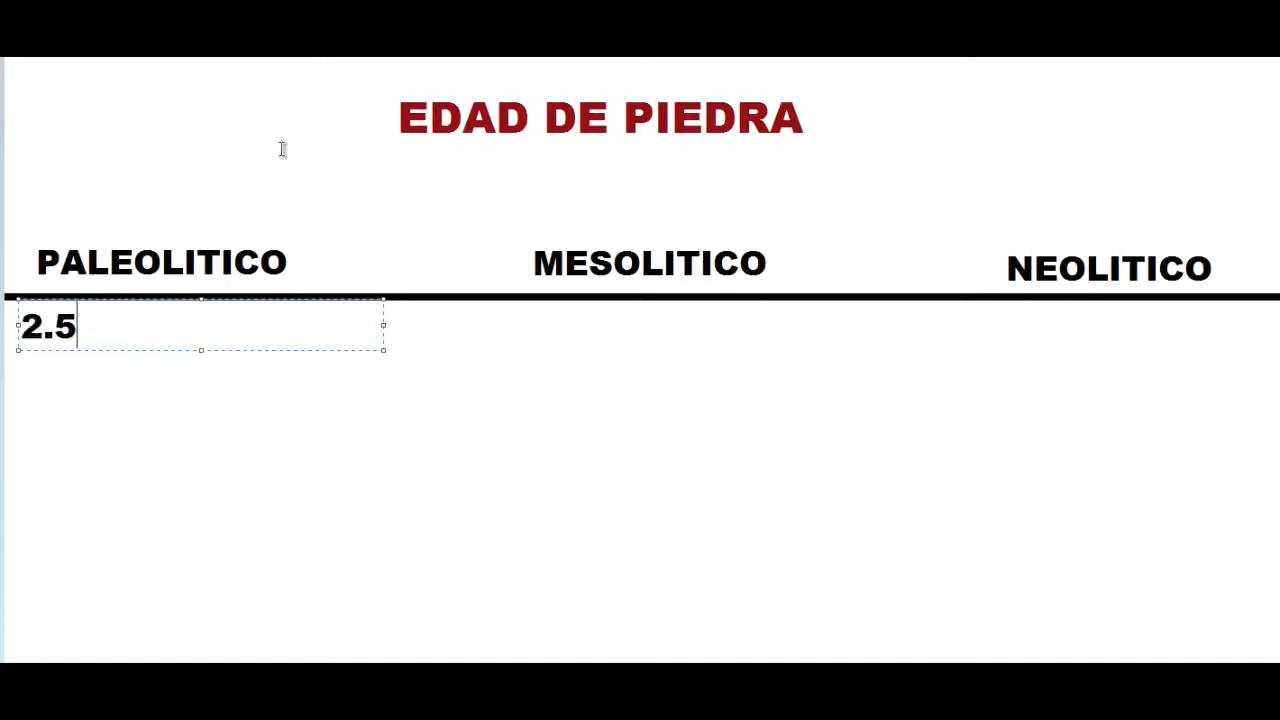 EDAD DE PIEDRA
PALEOLITICO
MESOLITICO
NEOLITICO
2.5